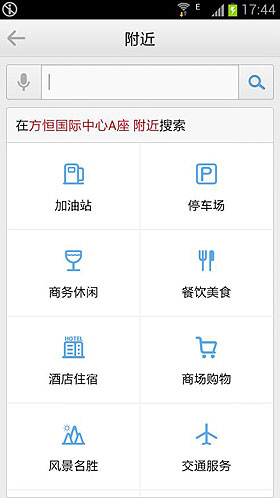 E 17:44
附近
在方恒国际中心A座 附近搜索
加油站
停车场
商务休闲
餐饮美食
HOTEL
酒店住宿
商场购物
风景名胜
交通服务